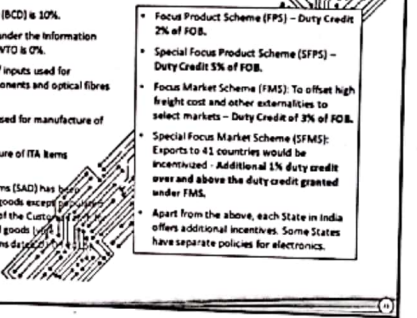 (BCD) is 10%.
nder the Information
WTO is 0%.
inputs used for
onents and optical fibres
sed for manufacture of
ure of ITA items
ms (SAD) has been
goods except populated
of the Custo
goods
ns dated
• Focus Product Scheme (FPS) – Duty Credit
2% of FOB.
• Special Focus Product Scheme (SFPS) –
Duty Credit 5% of FOB.
• Focus Market Scheme (FMS): To offset high
freight cost and other externalities to
select markets – Duty Credit of 3% of FOB.
• Special Focus Market Scheme (SFMS):
Exports to 41 countries would be
incentivized - Additional 1% duty credit
over and above the duty credit granted
under FMS.
• Apart from the above, each State in India
offers additional incentives. Some States
have separate policies for electronics.